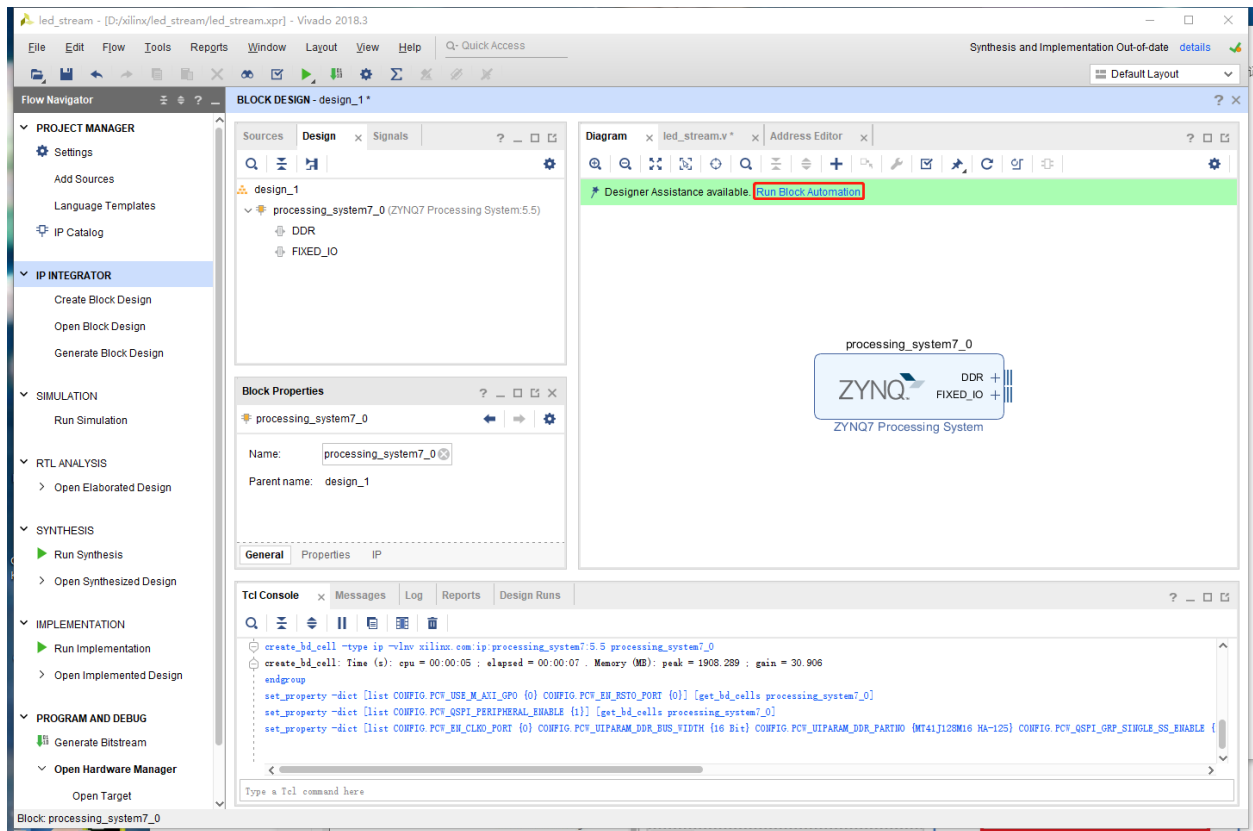 led_stream - [D:/xilinx/led_stream/led_stream.xpr] - Vivado 2018.3
File Edit Flow Tools Reports Window Layout View Help Q- Quick Access
Synthesis and Implementation Out-of-date details
Default Layout
Flow Navigator
PROJECT MANAGER
Settings
Add Sources
Language Templates
IP Catalog
IP INTEGRATOR
Create Block Design
Open Block Design
Generate Block Design
SIMULATION
Run Simulation
RTL ANALYSIS
Open Elaborated Design
SYNTHESIS
Run Synthesis
Open Synthesized Design
IMPLEMENTATION
Run Implementation
Open Implemented Design
PROGRAM AND DEBUG
Generate Bitstream
Open Hardware Manager
Open Target
BLOCK DESIGN - design_1 *
Sources Design Signals
design_1
processing_system7_0 (ZYNQ7 Processing System:5.5)
DDR
FIXED_IO
Block Properties
processing_system7_0
Name: processing_system7_0
Parent name: design_1
General Properties IP
Diagram led_stream.v * Address Editor
Designer Assistance available. Run Block Automation
processing_system7_0
ZYNQ.
DDR
FIXED_IO
ZYNQ7 Processing System
Tcl Console Messages Log Reports Design Runs
create_bd_cell -type ip -vlnv xilinx.com:ip:processing_system7:5.5 processing_system7_0
create_bd_cell: Time (s): cpu = 00:00:05 ; elapsed = 00:00:07 . Memory (MB): peak = 1908.289 ; gain = 30.906
endgroup
set_property -dict [list CONFIG.PCW_USE_M_AXI_GP0 {0} CONFIG.PCW_EN_RST0_PORT {0}] [get_bd_cells processing_system7_0]
set_property -dict [list CONFIG.PCW_QSPI_PERIPHERAL_ENABLE {1}] [get_bd_cells processing_system7_0]
set_property -dict [list CONFIG.PCW_EN_CLK0_PORT {0} CONFIG.PCW_UIPARAM_DDR_BUS_WIDTH {16 Bit} CONFIG.PCW_UIPARAM_DDR_PARTNO {MT41J128M16 HA-125} CONFIG.PCW_QSPI_GRP_SINGLE_SS_ENABLE {
Type a Tcl command here
Block: processing_system7_0